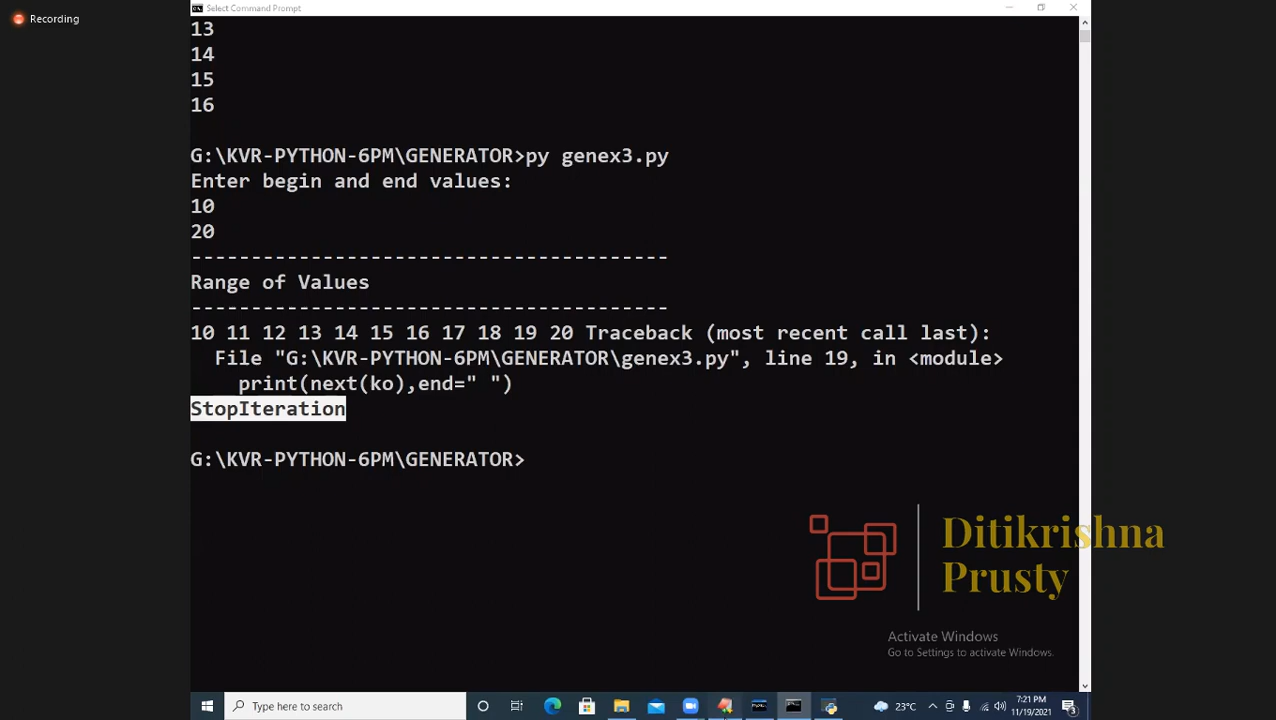 Recording
Select Command Prompt
13
14
15
16
G:\KVR-PYTHON-6PM\GENERATOR>py genex3.py
Enter begin and end values:
10
20
----------------------------------------
Range of Values
----------------------------------------
10 11 12 13 14 15 16 17 18 19 20 Traceback (most recent call last):
File "G:\KVR-PYTHON-6PM\GENERATOR\genex3.py", line 19, in <module>
print(next(ko),end=" ")
StopIteration
G:\KVR-PYTHON-6PM\GENERATOR>
Ditikrishna
Prusty
Activate Windows
Go to Settings to activate Windows.
Type here to search
23°C
7:21 PM
11/19/2021
3